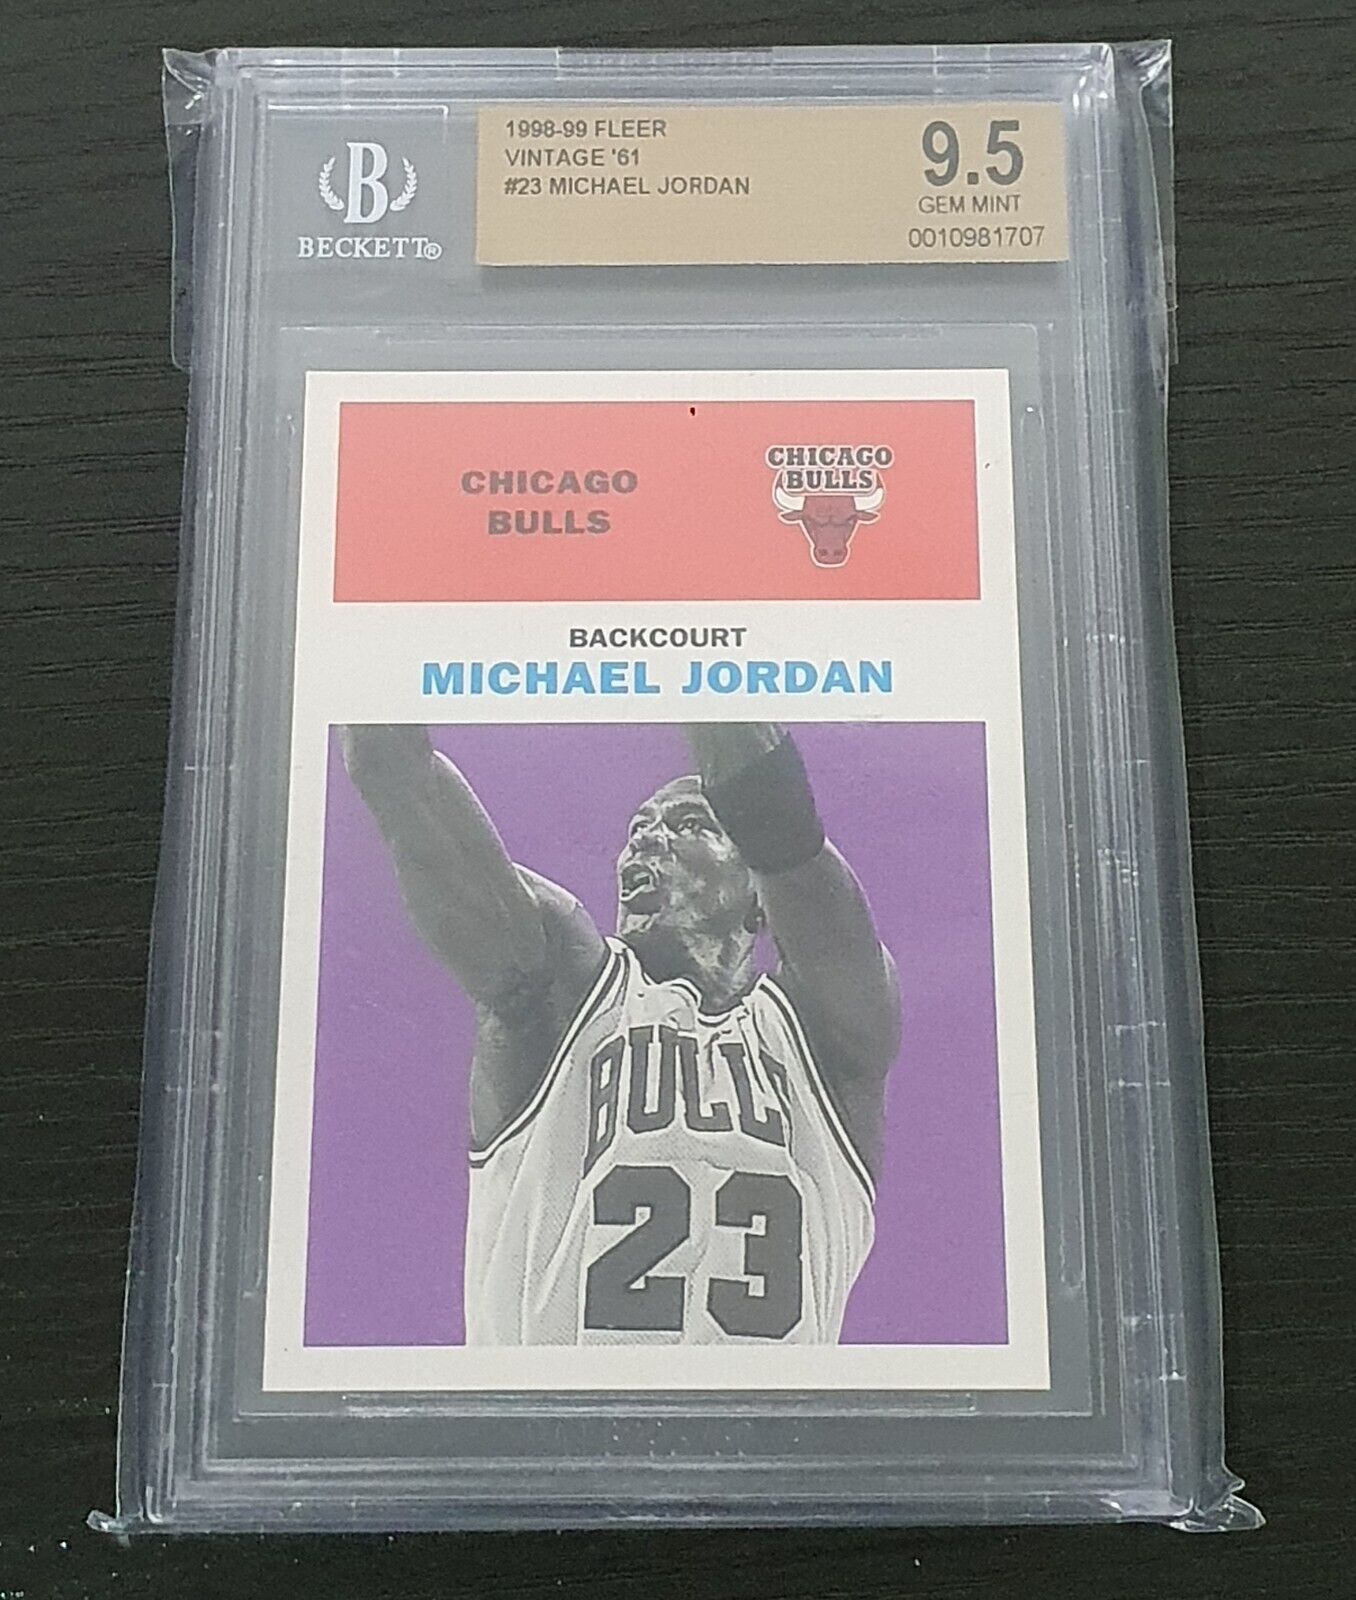 B
BECKETT®
1998-99 FLEER
VINTAGE '61
#23 MICHAEL JORDAN
9.5
GEM MINT
0010981707
CHICAGO
BULLS
CHICAGO
BULLS
BACKCOURT
MICHAEL JORDAN
BULLS
23